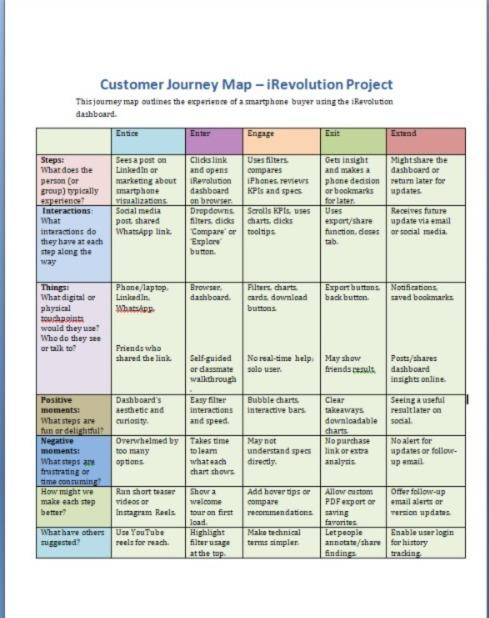 Customer Journey Map – iRevolution Project
This journey map outlines the experience of a smartphone buyer using the iRevolution
dashboard.
Entice Enter Engage Exit Extend
Steps:
What does the
person (or
group) typically
experience?
Sees a post on
LinkedIn or
marketing about
smartphone
visualizations.
Clicks link
and opens
iRevolution
dashboard
on browser.
Uses filters,
compares
iPhones, reviews
KPIs and specs.
Gets insight
and makes a
phone decision
or bookmarks
for later.
Might share the
dashboard or
return later for
updates.
Interactions:
What
interactions do
they have at each
step along the
way
Social media
post, shared
WhatsApp link.
Dropdowns,
filters, clicks
'Compare' or
'Explore'
button.
Scrolls KPIs, uses
charts, clicks
tooltips.
Uses
export/share
function, closes
tab.
Receives future
update via email
or social media.
Things:
What digital or
physical
touchpoints
would they use?
Who do they see
or talk to?
Phone/laptop,
LinkedIn,
WhatsApp,
Friends who
shared the link.
Browser,
dashboard.
Self-guided
or classmate
walkthrough
.
Filters, charts,
cards, download
buttons.
No real-time help;
solo user.
Export buttons,
back button.
May show
friends result.
Notifications,
saved bookmarks.
Posts/shares
dashboard
insights online.
Positive
moments:
What steps are
fun or delightful?
Dashboard's
aesthetic and
curiosity.
Easy filter
interactions
and speed.
Bubble charts,
interactive bars.
Clear
takeaways,
downloadable
charts.
Seeing a useful
result later on
social.
Negative
moments:
What steps are
frustrating or
time consuming?
Overwhelmed by
too many
options.
Takes time
to learn
what each
chart shows.
May not
understand specs
directly.
No purchase
link or extra
analysis.
No alert for
updates or follow-
up email.
How might we
make each step
better?
Run short teaser
videos or
Instagram Reels.
Show a
welcome
tour on first
load.
Add hover tips or
compare
recommendations.
Allow custom
PDF export or
saving
favorites.
Offer follow-up
email alerts or
version updates.
What have others
suggested?
Use YouTube
reels for reach.
Highlight
filter usage
at the top.
Make technical
terms simpler.
Let people
annotate/share
findings.
Enable user login
for history
tracking.